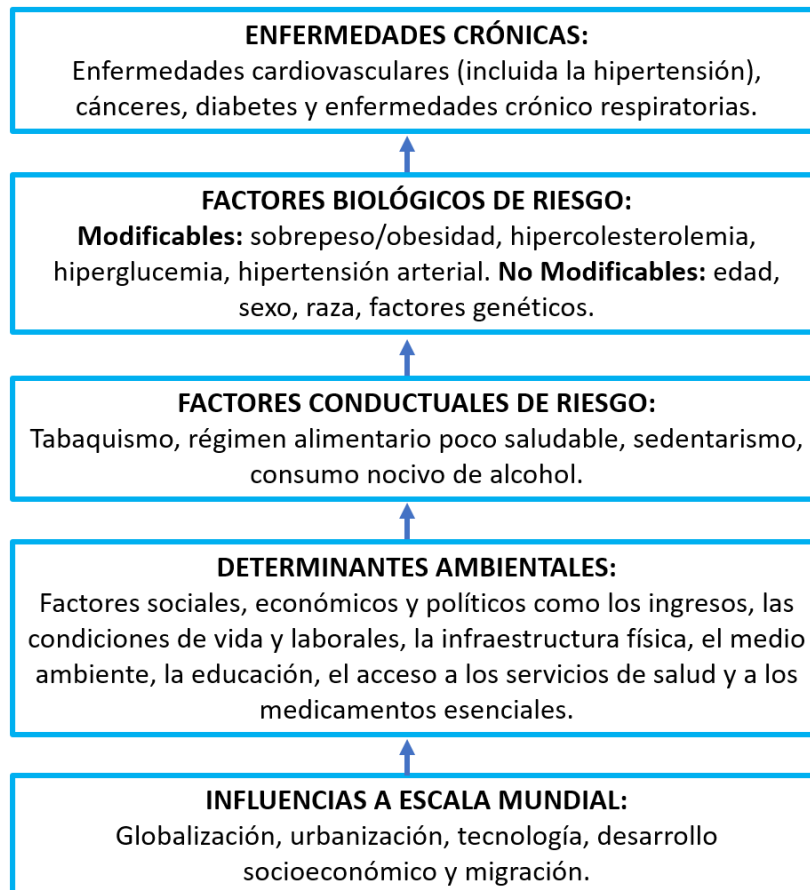 ENFERMEDADES CRÓNICAS:
Enfermedades cardiovasculares (incluida la hipertensión),
cánceres, diabetes y enfermedades crónico respiratorias.
FACTORES BIOLÓGICOS DE RIESGO:
Modificables: sobrepeso/obesidad, hipercolesterolemia,
hiperglucemia, hipertensión arterial. No Modificables: edad,
sexo, raza, factores genéticos.
FACTORES CONDUCTUALES DE RIESGO:
Tabaquismo, régimen alimentario poco saludable, sedentarismo,
consumo nocivo de alcohol.
DETERMINANTES AMBIENTALES:
Factores sociales, económicos y políticos como los ingresos, las
condiciones de vida y laborales, la infraestructura física, el medio
ambiente, la educación, el acceso a los servicios de salud y a los
medicamentos esenciales.
INFLUENCIAS A ESCALA MUNDIAL:
Globalización, urbanización, tecnología, desarrollo
socioeconómico y migración.